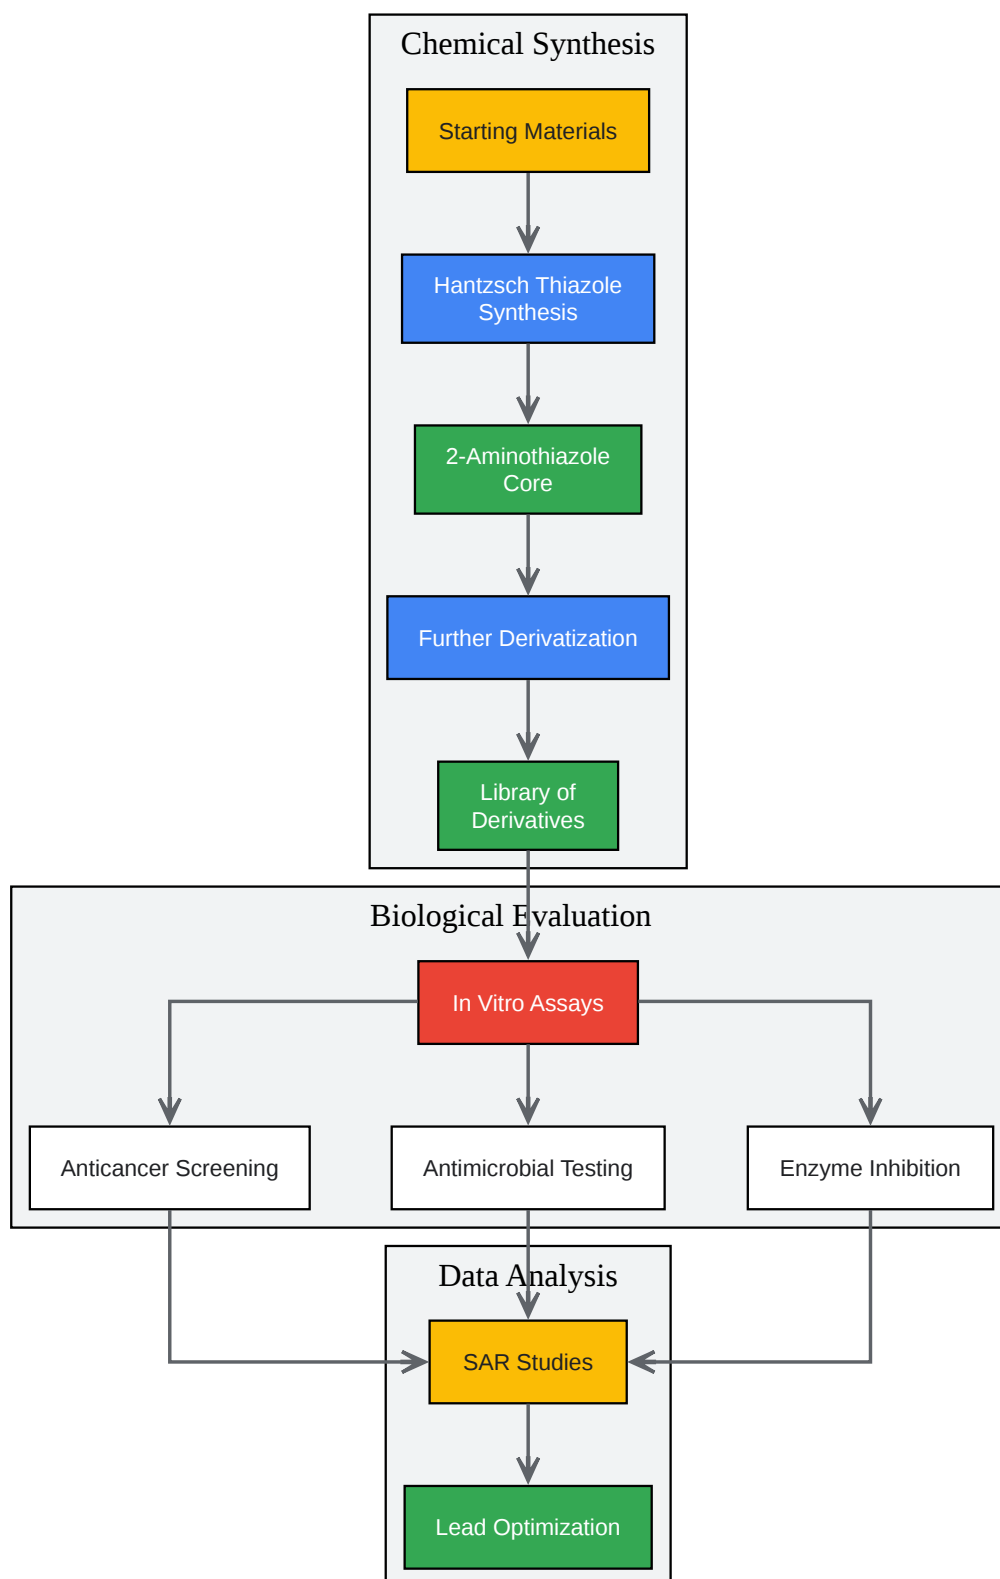 Chemical Synthesis
Starting Materials
Hantzsch Thiazole
Synthesis
2-Aminothiazole
Core
Further Derivatization
Library of
Derivatives
Biological Evaluation
In Vitro Assays
Anticancer Screening
Antimicrobial Testing
Enzyme Inhibition
Data Analysis
SAR Studies
Lead Optimization